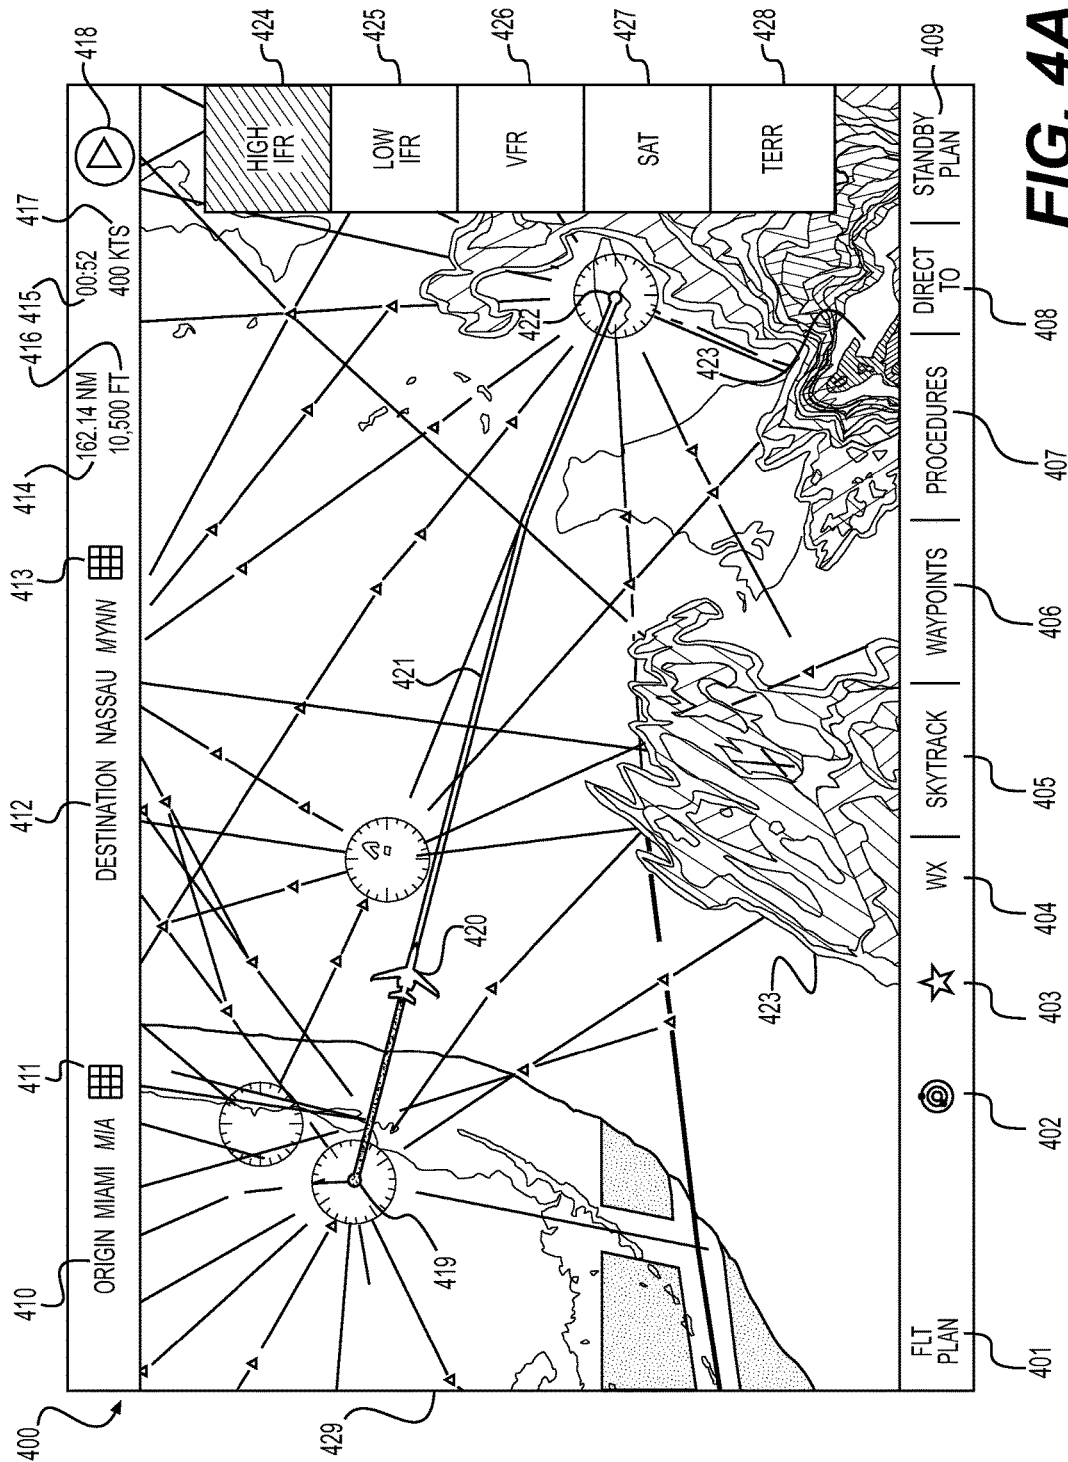 400
410
411
412
413
414
416
415
417
418
ORIGIN MIAMI MIA
DESTINATION NASSAU MYNN
162.14 NM
10,500 FT
00:52
400 KTS
HIGH
IFR
424
LOW
IFR
425
VFR
426
SAT
427
TERR
428
419
420
421
422
423
423
429
FLT
PLAN
WX
SKYTRACK
WAYPOINTS
PROCEDURES
DIRECT
TO
STANDBY
PLAN
401
402
403
404
405
406
407
408
409
FIG. 4A